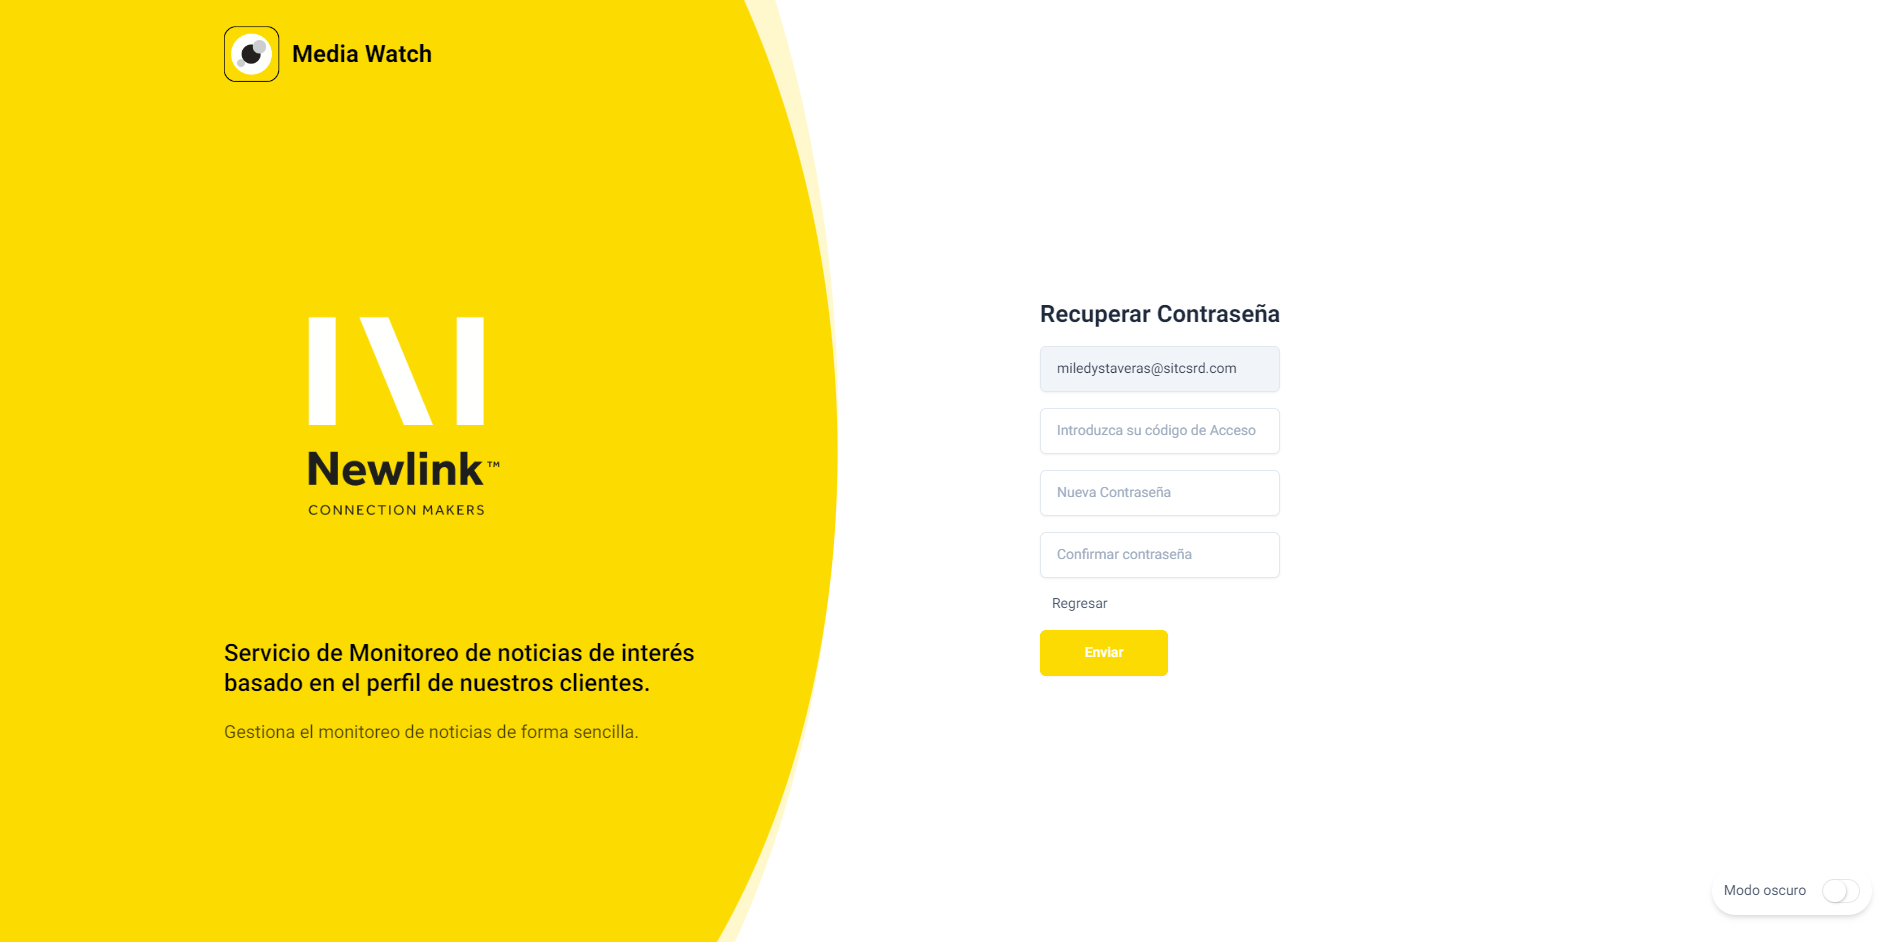 Media Watch
Newlink™
CONNECTION MAKERS
Servicio de Monitoreo de noticias de interés
basado en el perfil de nuestros clientes.
Gestiona el monitoreo de noticias de forma sencilla.
Recuperar Contraseña
miledystaveras@sitcsrd.com
Introduzca su código de Acceso
Nueva Contraseña
Confirmar contraseña
Regresar
Enviar
Modo oscuro